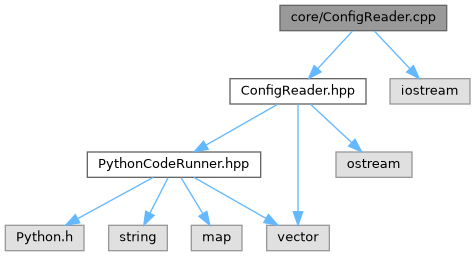 core/ConfigReader.cpp
ConfigReader.hpp
iostream
PythonCodeRunner.hpp
ostream
Python.h
string
map
vector